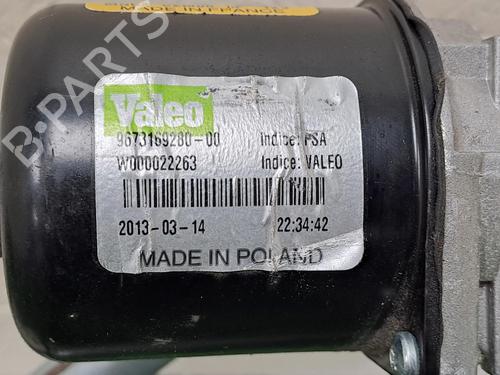 MADE IN FRANCE
Valeo
9673169280-00 Indice: PSA
W000022263 Indice: VALEO
2013-03-14 22:34:42
MADE IN POLAND
B-PARTS